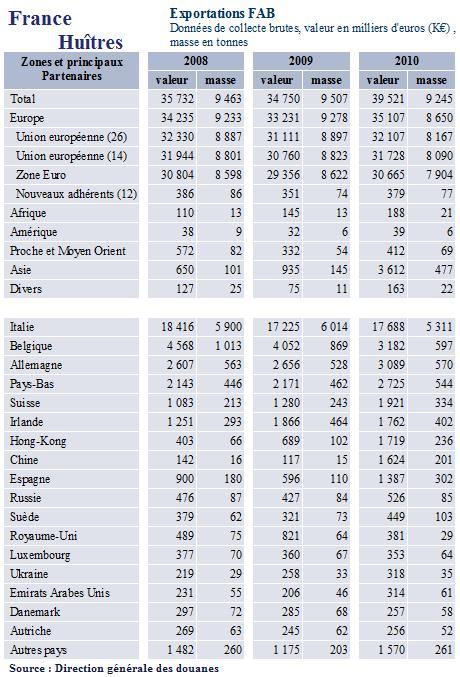 France
Huîtres
Exportations FAB
Données de collecte brutes, valeur en milliers d'euros (K€) ,
masse en tonnes
Zones et principaux Partenaires 2008 2009 2010
valeur masse valeur masse valeur masse
Total 35 732 9 463 34 750 9 507 39 521 9 245
Europe 34 235 9 233 33 231 9 278 35 107 8 650
Union européenne (26) 32 330 8 887 31 111 8 897 32 107 8 167
Union européenne (14) 31 944 8 801 30 760 8 823 31 728 8 090
Zone Euro 30 804 8 598 29 356 8 622 30 665 7 904
Nouveaux adhérents (12) 386 86 351 74 379 77
Afrique 110 13 145 13 188 21
Amérique 38 9 32 6 39 6
Proche et Moyen Orient 572 82 332 54 412 69
Asie 650 101 935 145 3 612 477
Divers 127 25 75 11 163 22
Italie 18 416 5 900 17 225 6 014 17 688 5 311
Belgique 4 568 1 013 4 052 869 3 182 597
Allemagne 2 607 563 2 656 528 3 089 570
Pays-Bas 2 143 446 2 171 462 2 725 544
Suisse 1 083 213 1 280 243 1 921 334
Irlande 1 251 293 1 866 464 1 762 402
Hong-Kong 403 66 689 102 1 719 236
Chine 142 16 117 15 1 624 201
Espagne 900 180 596 110 1 387 302
Russie 476 87 427 84 526 85
Suède 379 62 321 73 449 103
Royaume-Uni 489 75 821 64 381 29
Luxembourg 377 70 360 67 353 64
Ukraine 219 29 258 33 318 35
Emirats Arabes Unis 231 55 206 46 314 61
Danemark 297 72 285 68 257 58
Autriche 269 63 245 62 256 52
Autres pays 1 482 260 1 175 203 1 570 261
Source : Direction générale des douanes